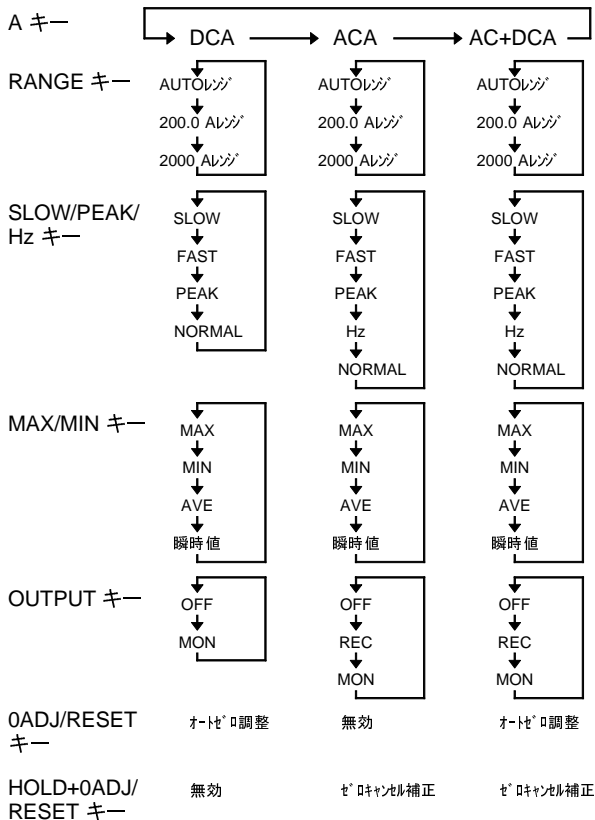 A キー
DCA ACA AC+DCA
RANGE キー
AUTOﾚﾝｼﾞ AUTOﾚﾝｼﾞ AUTOﾚﾝｼﾞ
200.0 Aﾚﾝｼﾞ 200.0 Aﾚﾝｼﾞ 200.0 Aﾚﾝｼﾞ
2000 Aﾚﾝｼﾞ 2000 Aﾚﾝｼﾞ 2000 Aﾚﾝｼﾞ
SLOW/PEAK/
Hz キー
SLOW SLOW SLOW
FAST FAST FAST
PEAK PEAK PEAK
NORMAL Hz Hz
NORMAL NORMAL
MAX/MIN キー
MAX MAX MAX
MIN MIN MIN
AVE AVE AVE
瞬時値 瞬時値 瞬時値
OUTPUT キー
OFF OFF OFF
MON REC REC
MON MON
0ADJ/RESET
キー
ｵｰﾄｾﾞﾛ調整 無効 ｵｰﾄｾﾞﾛ調整
HOLD+0ADJ/
RESET キー
無効 ｾﾞﾛｷｬﾝｾﾙ補正 ｾﾞﾛｷｬﾝｾﾙ補正